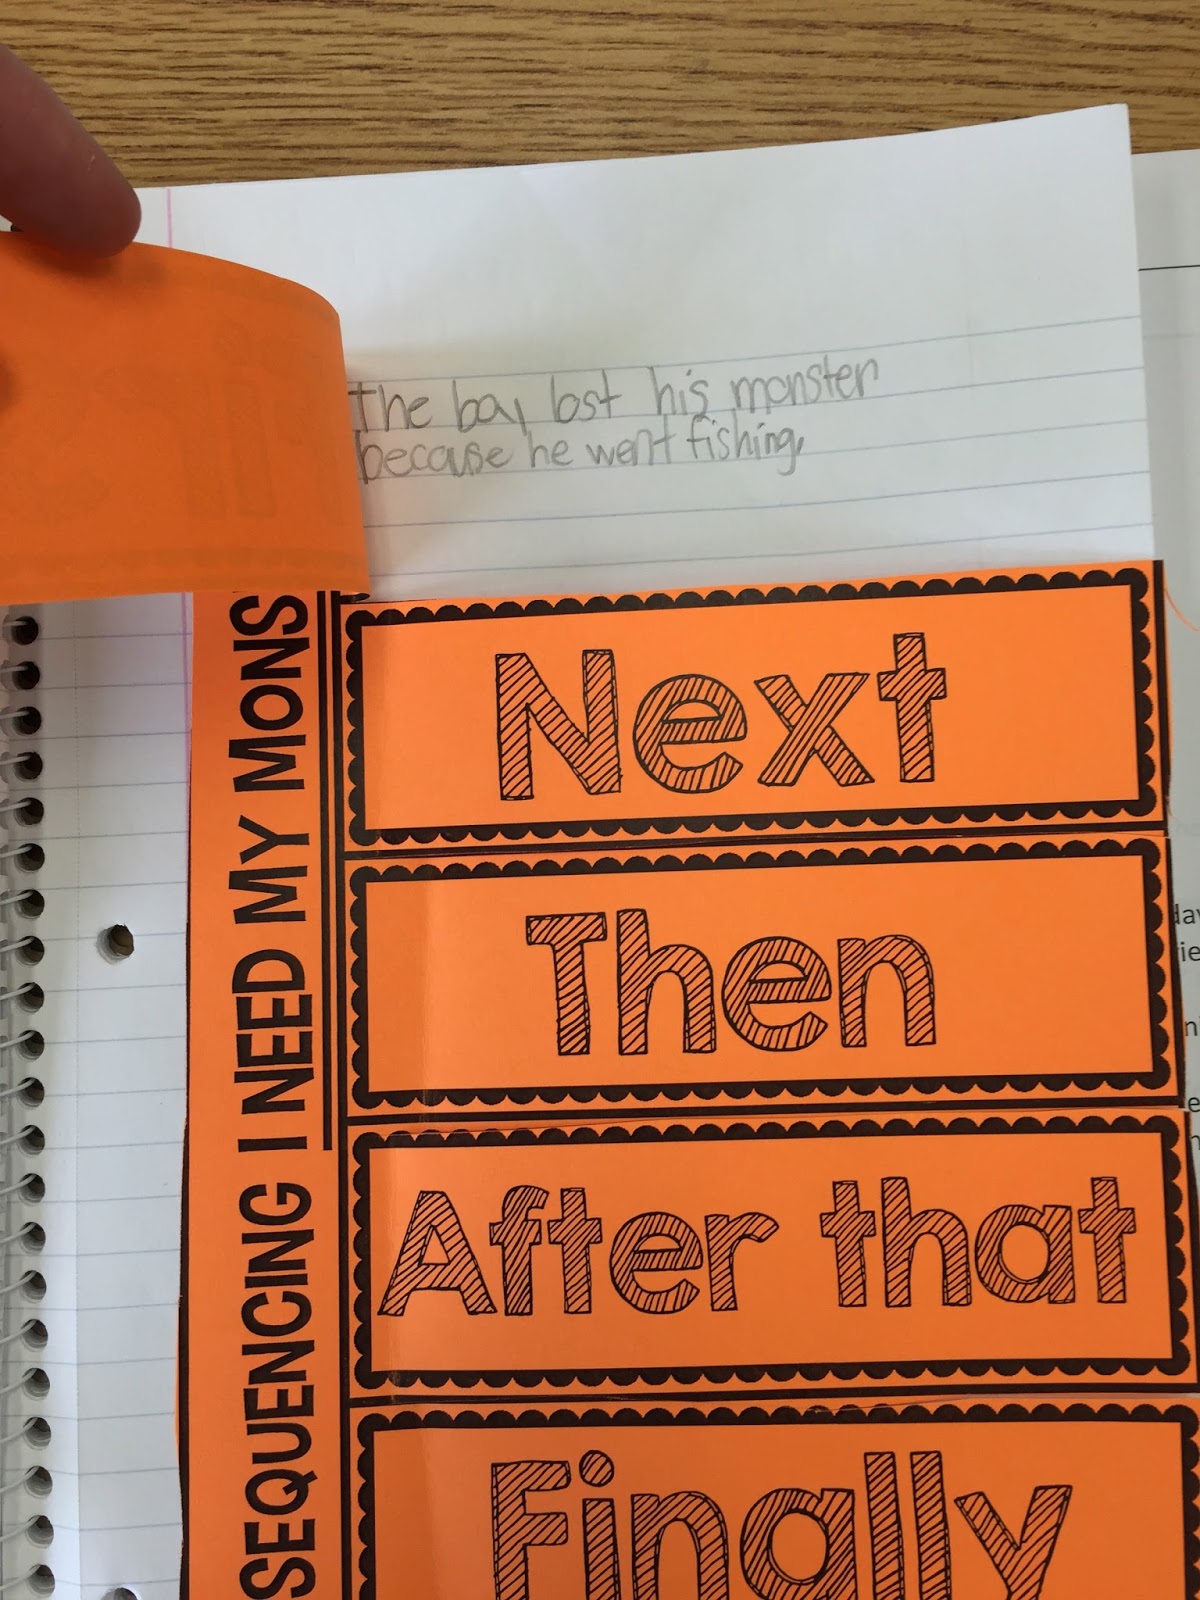 the boy lost his monster
because he went fishing.
Next
Then
After that
Finally
SEQUENCING I NEED MY MONS